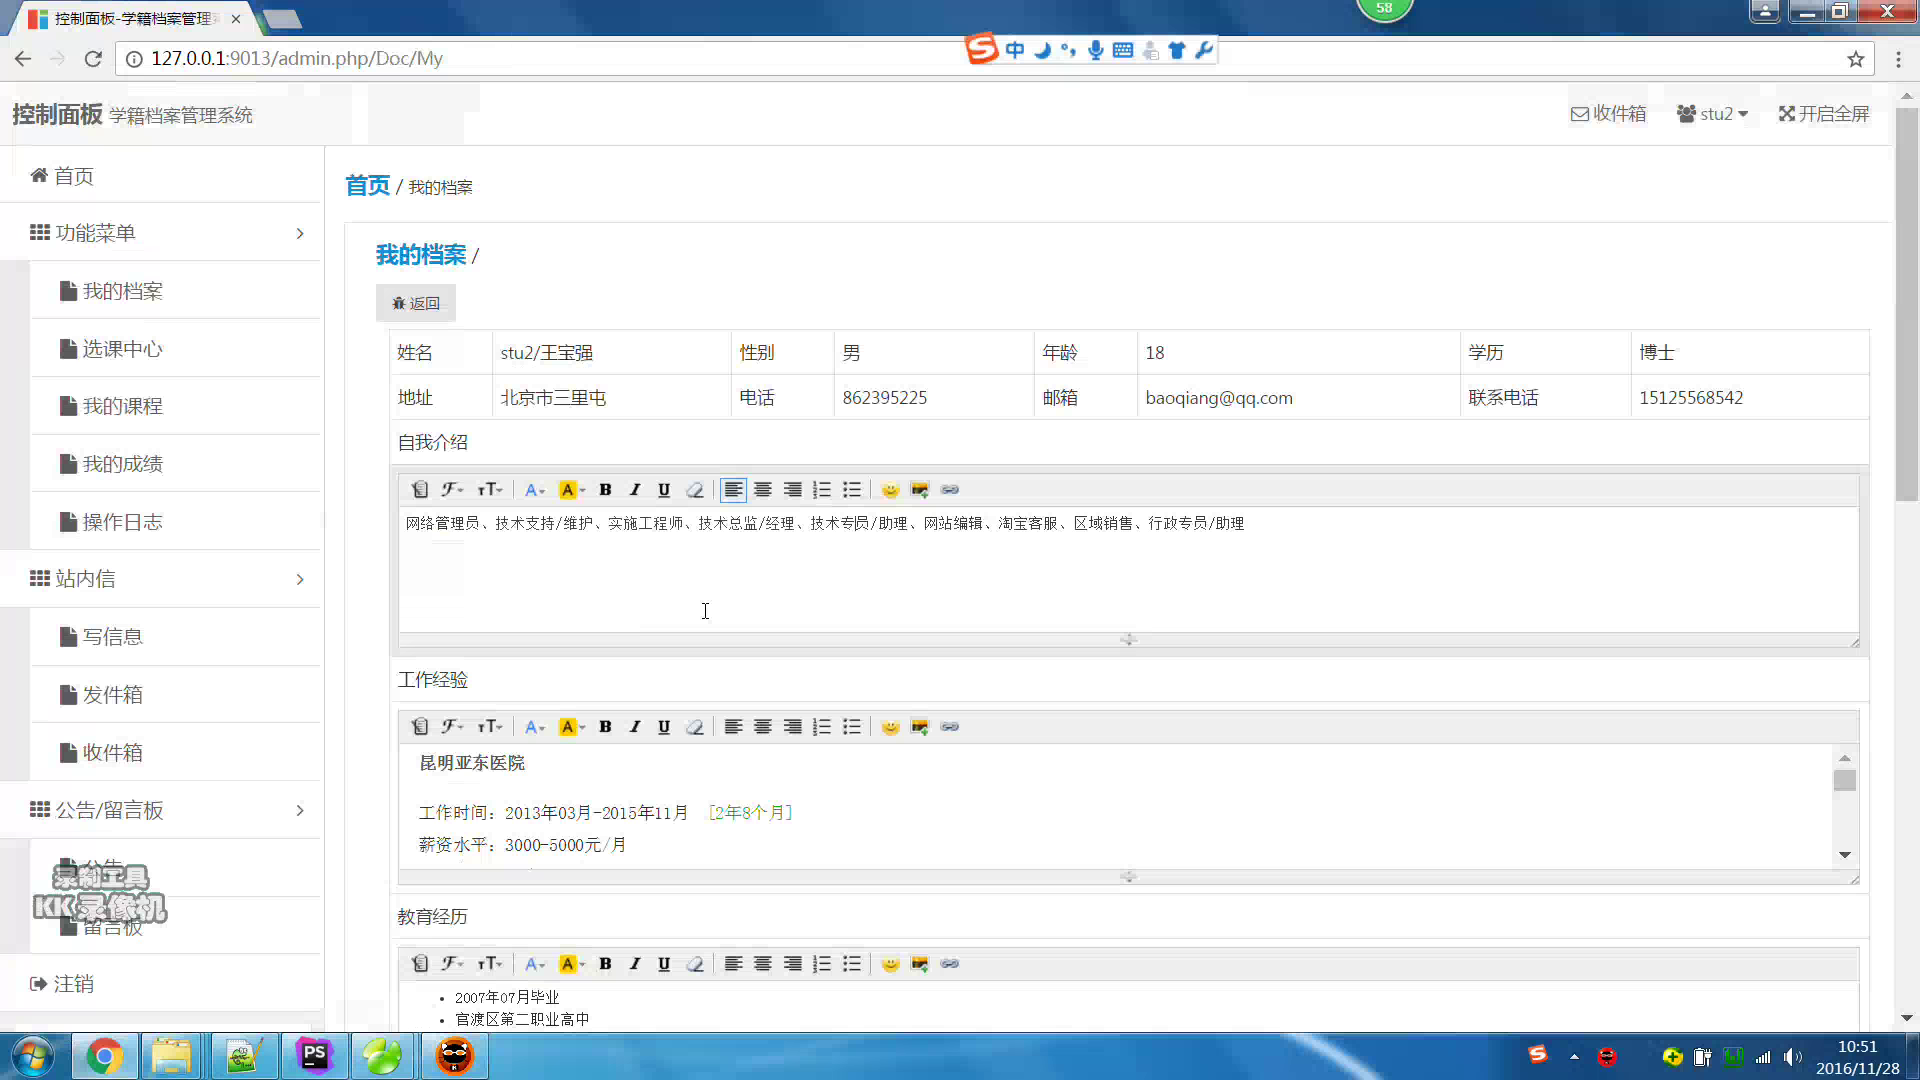 控制面板-学籍档案管理
58
127.0.0.1:9013/admin.php/Doc/My
中
控制面板 学籍档案管理系统
收件箱
stu2
开启全屏
首页
功能菜单
我的档案
选课中心
我的课程
我的成绩
操作日志
站内信
写信息
发件箱
收件箱
公告/留言板
公告
留言板
注销
录制工具
KK录像机
首页 / 我的档案
我的档案 /
返回
姓名 stu2/王宝强 性别 男 年龄 18 学历 博士
地址 北京市三里屯 电话 862395225 邮箱 baoqiang@qq.com 联系电话 15125568542
自我介绍
网络管理员、技术支持/维护、实施工程师、技术总监/经理、技术专员/助理、网站编辑、淘宝客服、区域销售、行政专员/助理
工作经验
昆明亚东医院
工作时间：2013年03月-2015年11月 [2年8个月]
薪资水平：3000-5000元/月
教育经历
2007年07月毕业
官渡区第二职业高中
10:51
2016/11/28